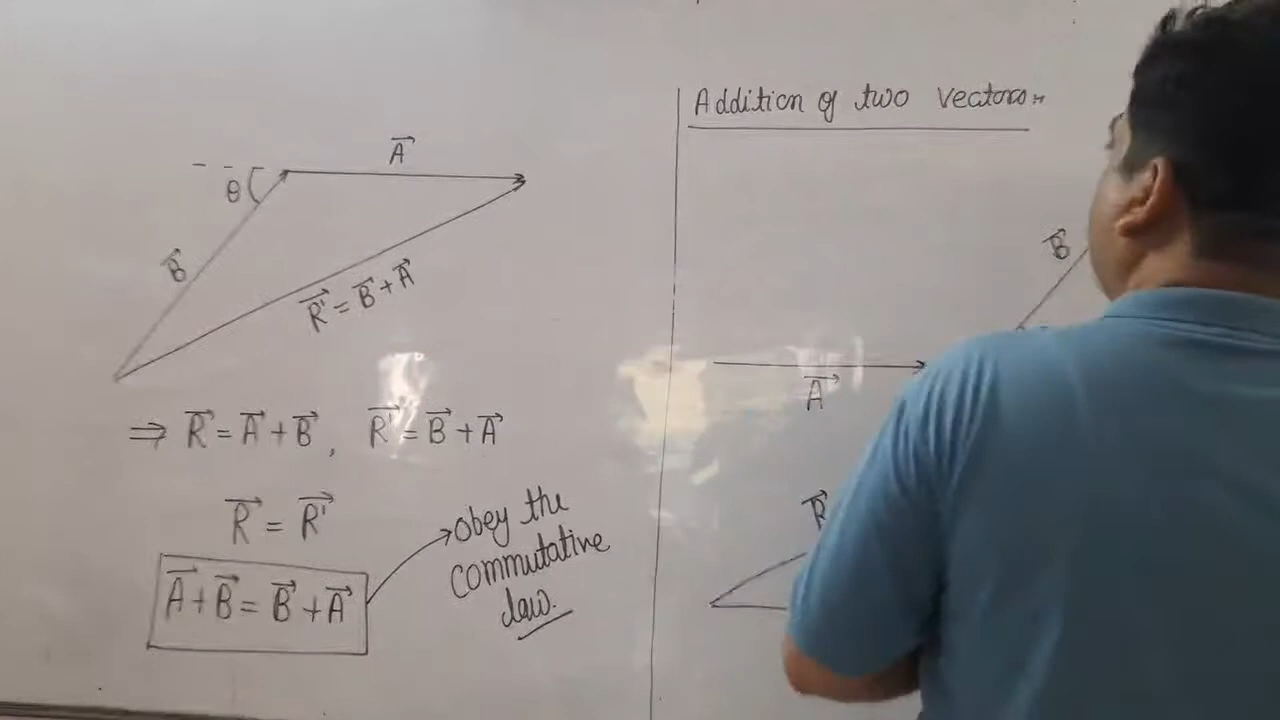 A⃗
θ
B⃗
R⃗' = B⃗ + A⃗
⇒ R⃗ = A⃗ + B⃗ , R⃗' = B⃗ + A⃗
R⃗ = R⃗'
A⃗ + B⃗ = B⃗ + A⃗
obey the
commutative
law.
Addition of two vectors:-
B⃗
A⃗
R⃗